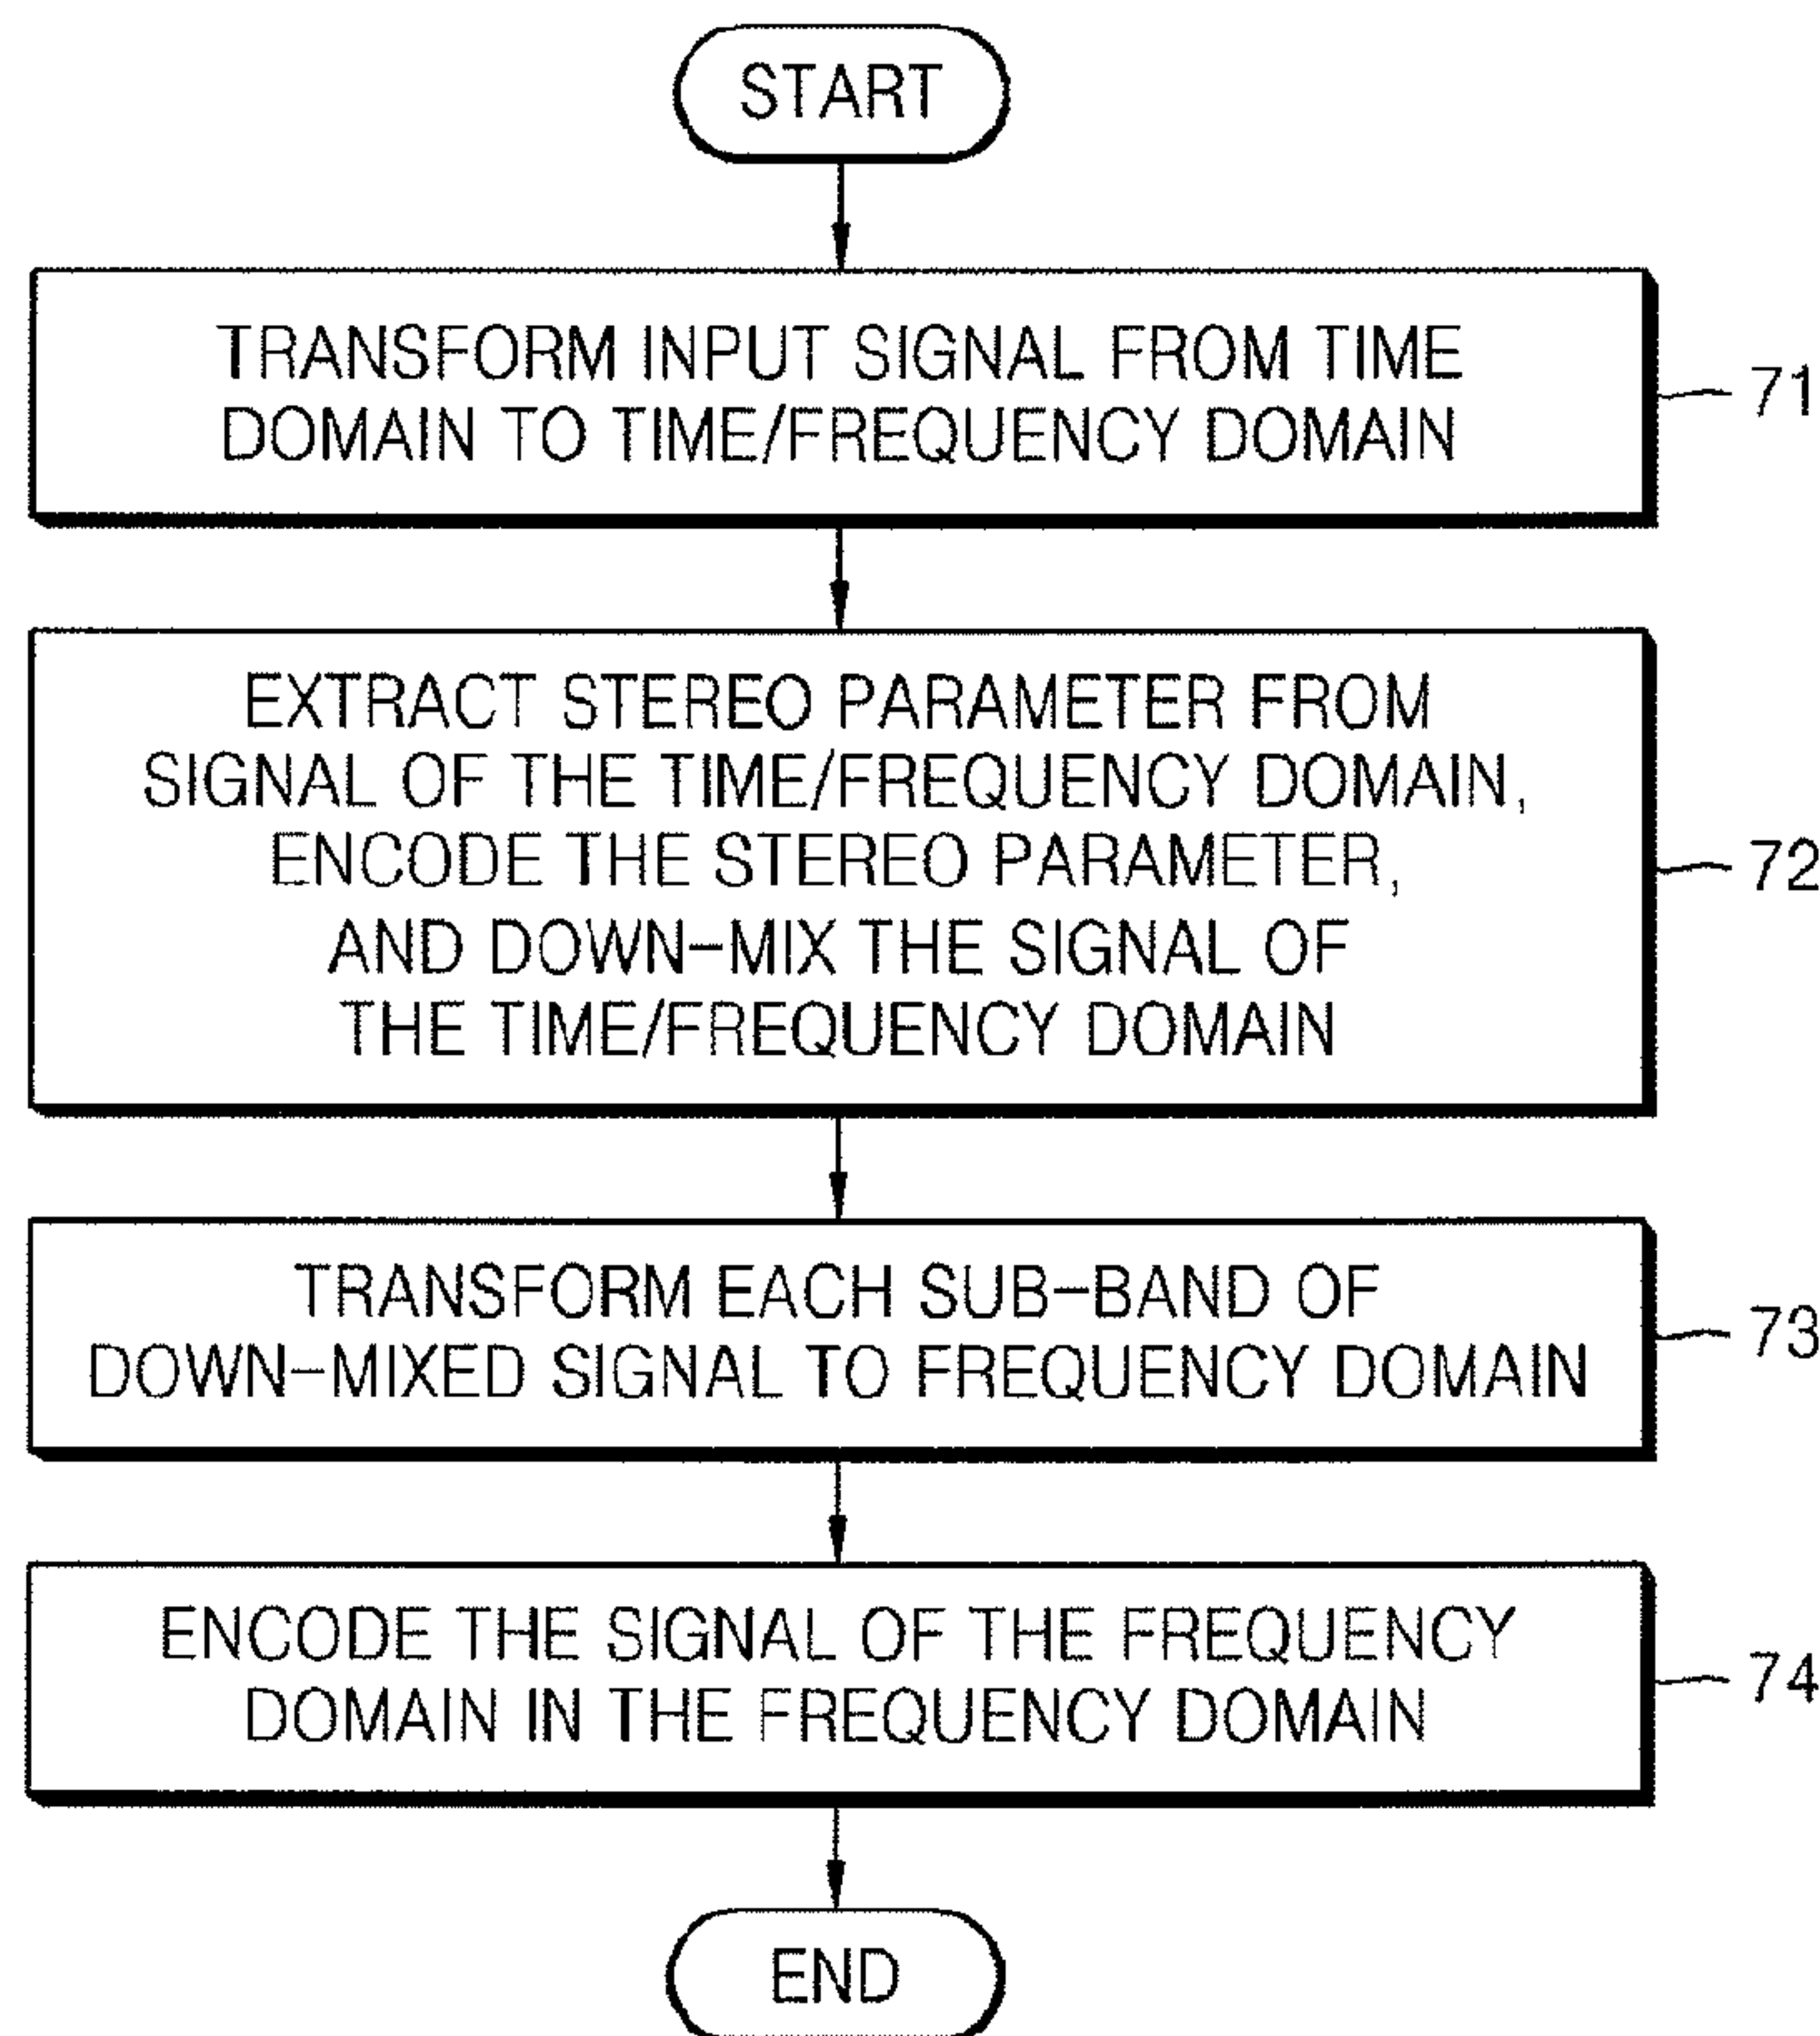 START
TRANSFORM INPUT SIGNAL FROM TIME
DOMAIN TO TIME/FREQUENCY DOMAIN
71
EXTRACT STEREO PARAMETER FROM
SIGNAL OF THE TIME/FREQUENCY DOMAIN,
ENCODE THE STEREO PARAMETER,
AND DOWN-MIX THE SIGNAL OF
THE TIME/FREQUENCY DOMAIN
72
TRANSFORM EACH SUB-BAND OF
DOWN-MIXED SIGNAL TO FREQUENCY DOMAIN
73
ENCODE THE SIGNAL OF THE FREQUENCY
DOMAIN IN THE FREQUENCY DOMAIN
74
END